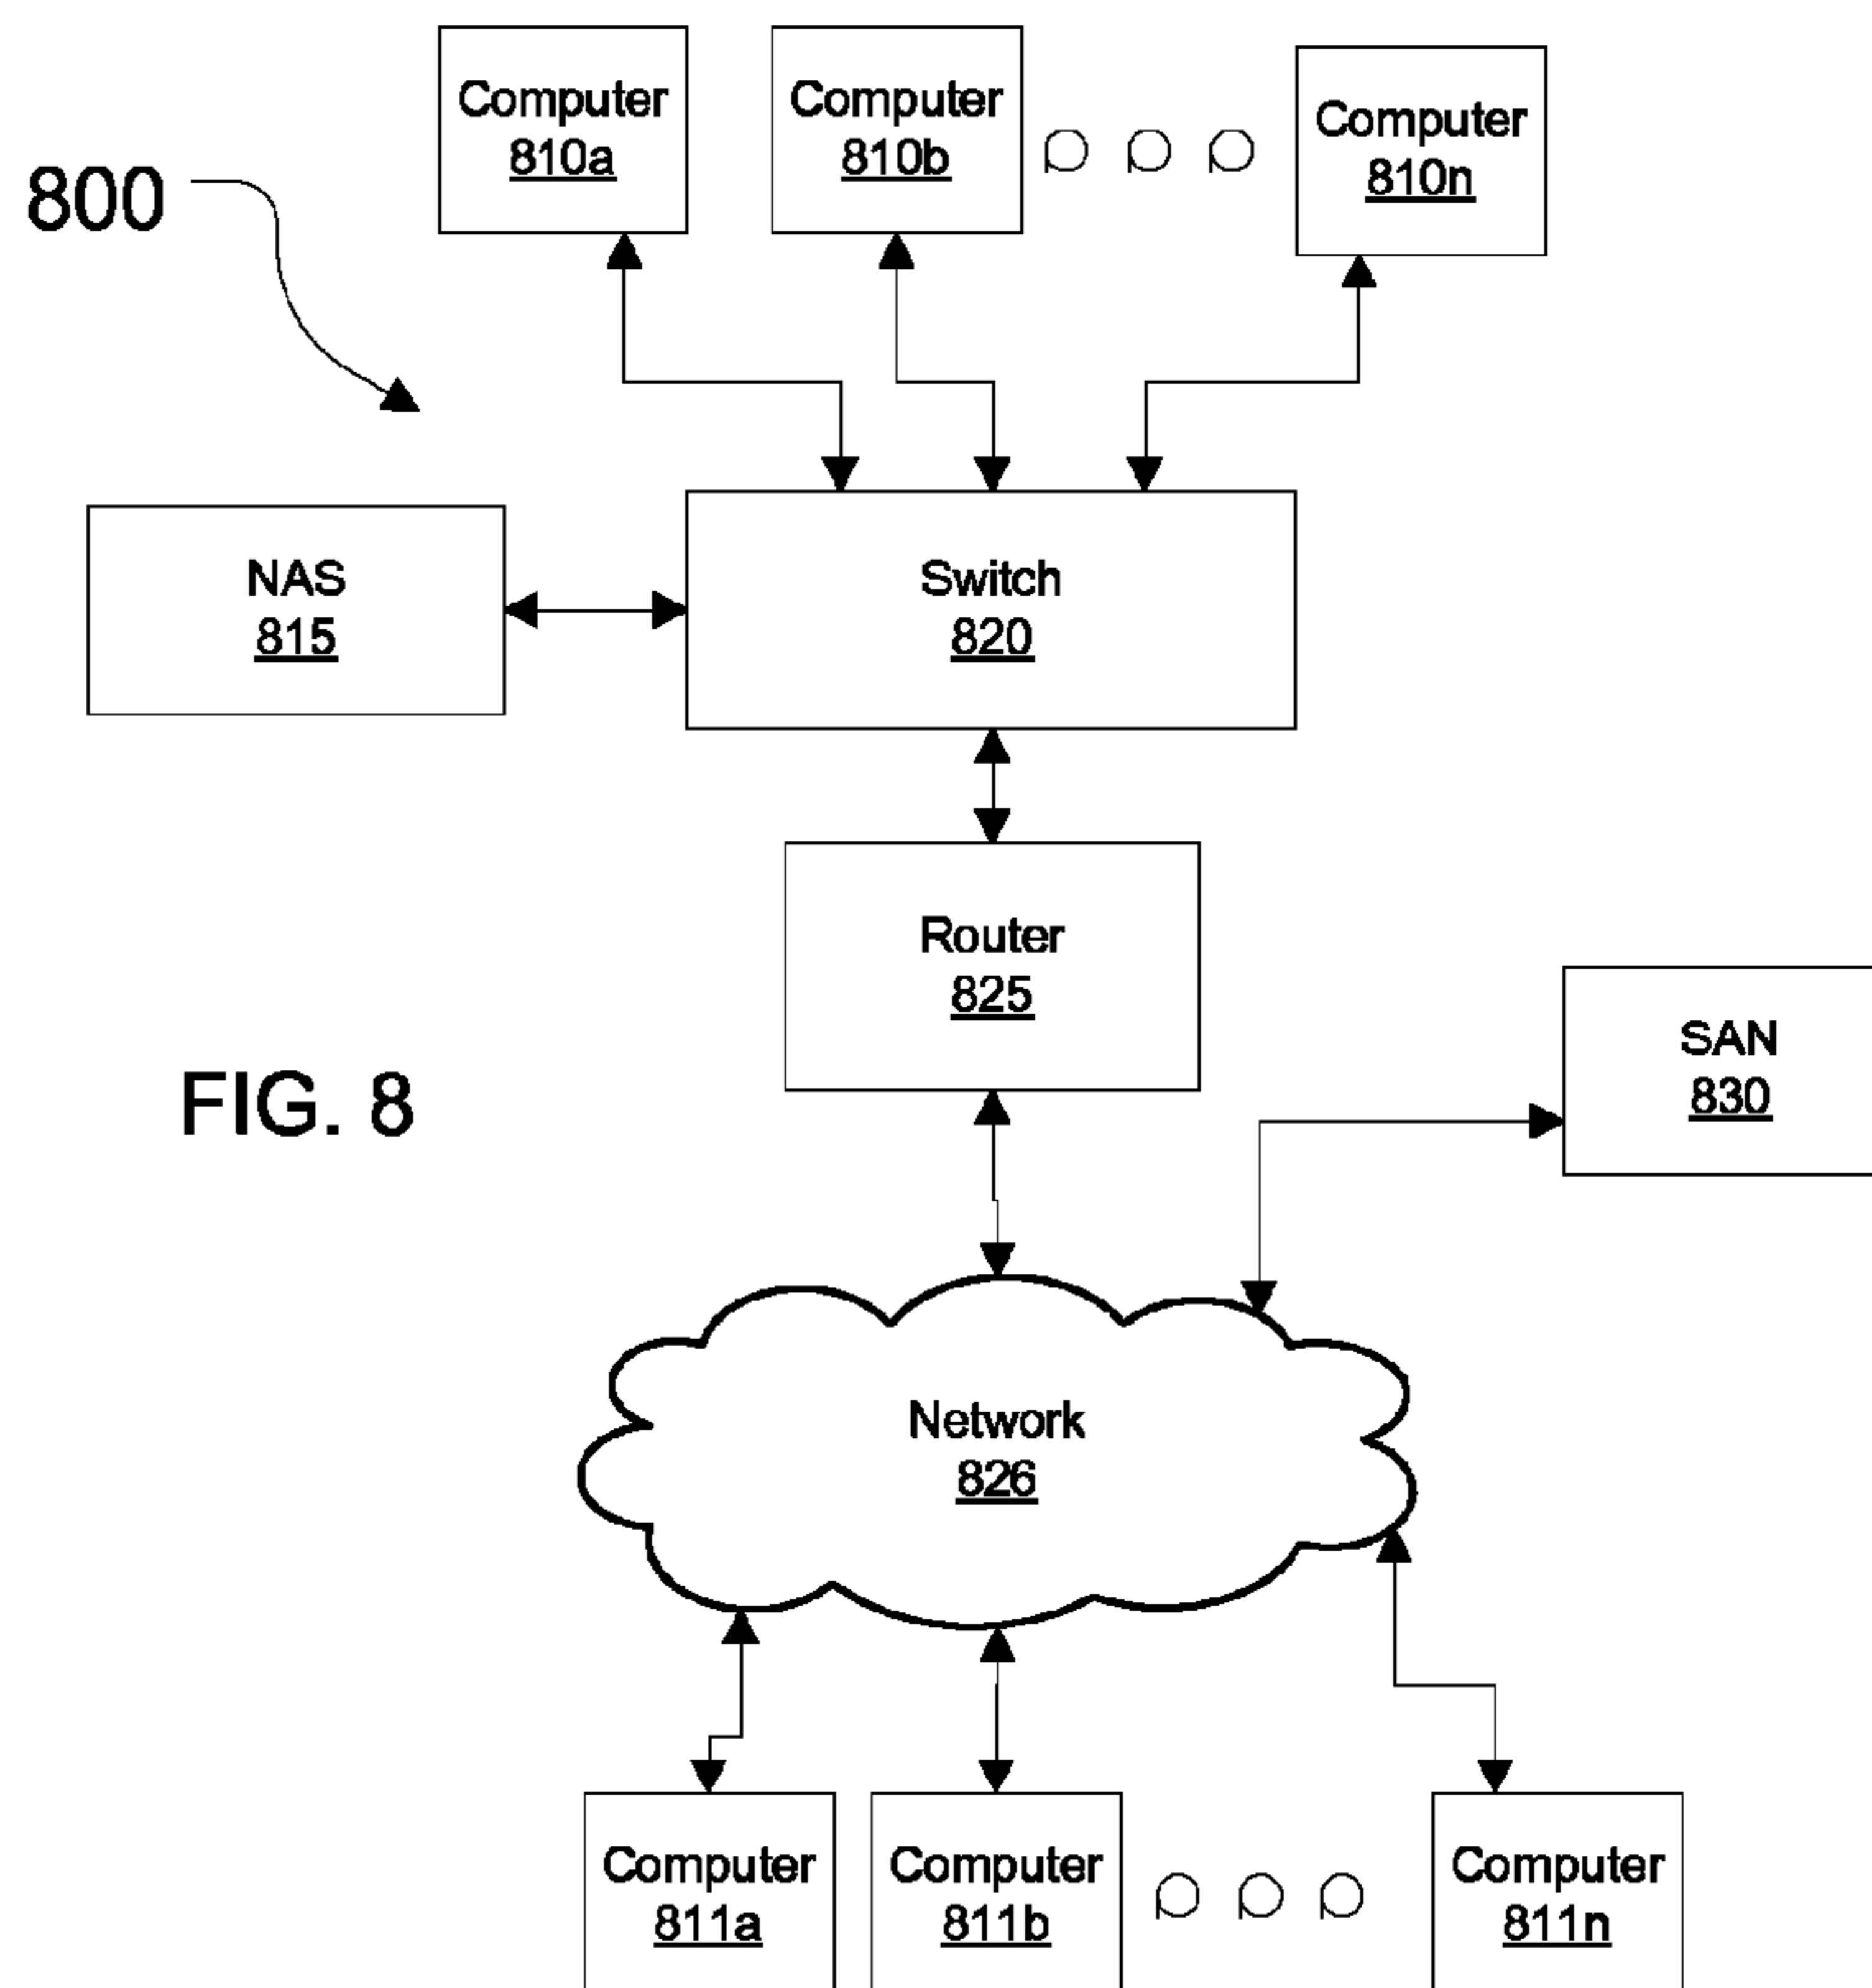 Computer
810a
Computer
810b
Computer
810n
800
NAS
815
Switch
820
Router
825
SAN
830
FIG. 8
Network
826
Computer
811a
Computer
811b
Computer
811n